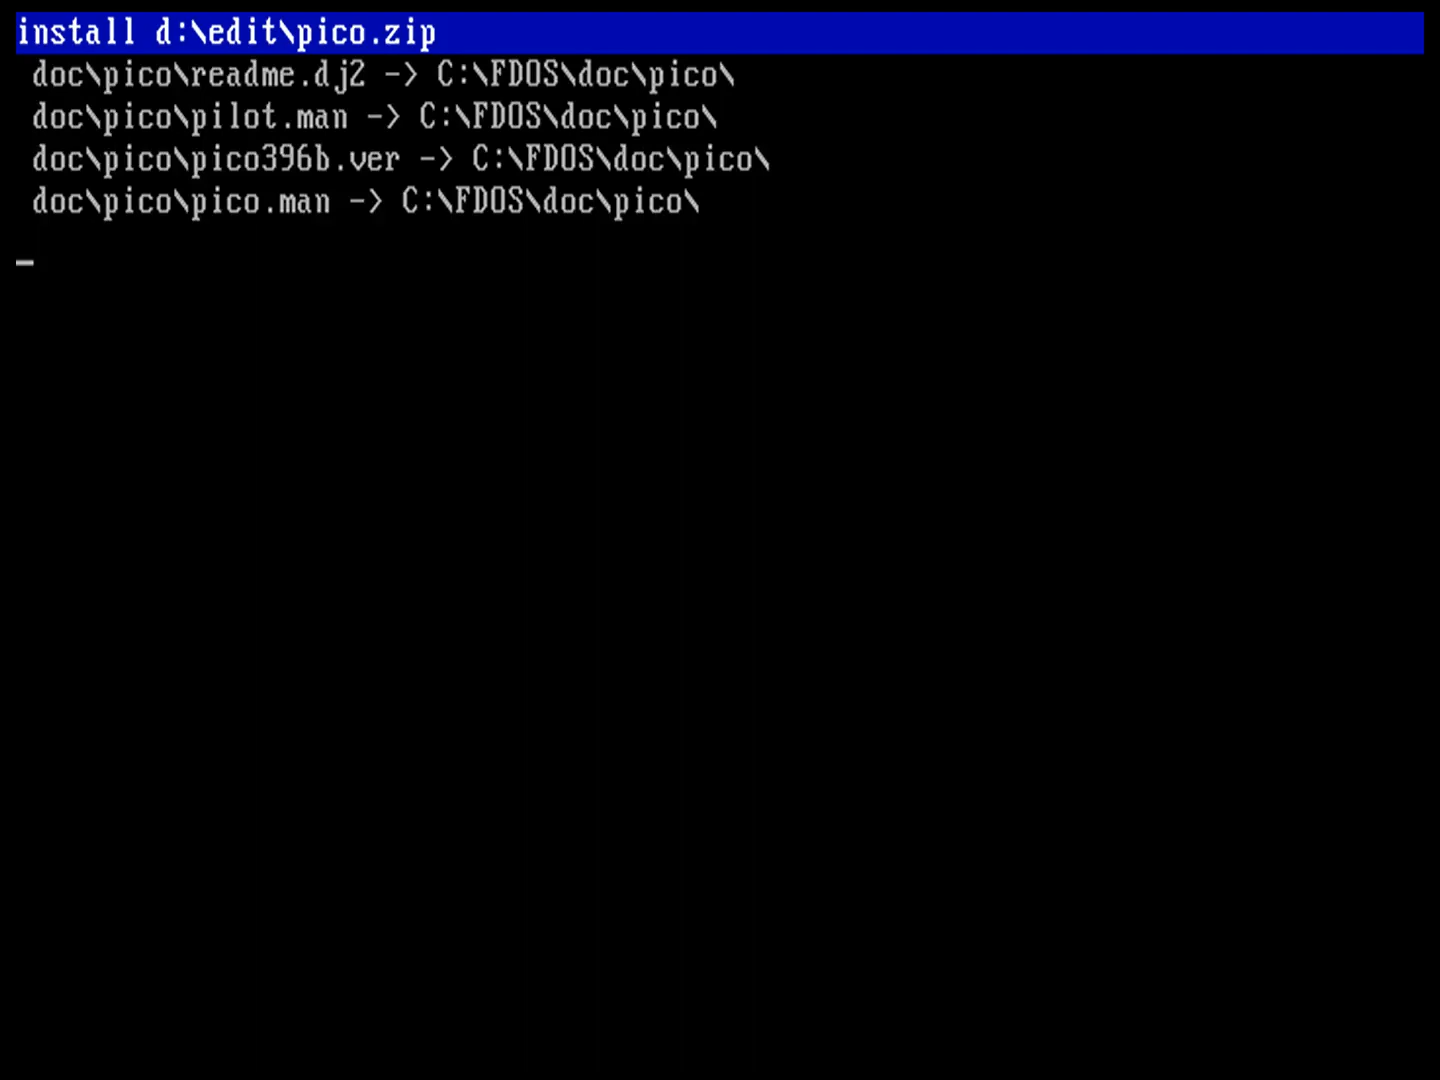 install d:\edit\pico.zip
doc\pico\readme.dj2 -> C:\FDOS\doc\pico\
doc\pico\pilot.man -> C:\FDOS\doc\pico\
doc\pico\pico396b.ver -> C:\FDOS\doc\pico\
doc\pico\pico.man -> C:\FDOS\doc\pico\